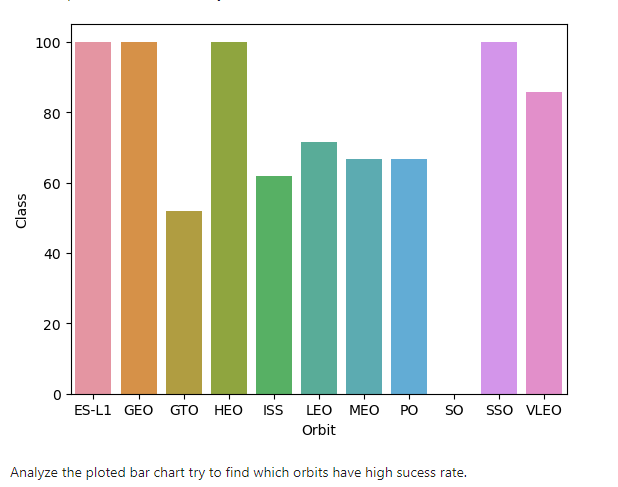 100
80
60
40
20
0
Class
ES-L1 GEO GTO HEO ISS LEO MEO PO SO SSO VLEO
Orbit
Analyze the ploted bar chart try to find which orbits have high sucess rate.